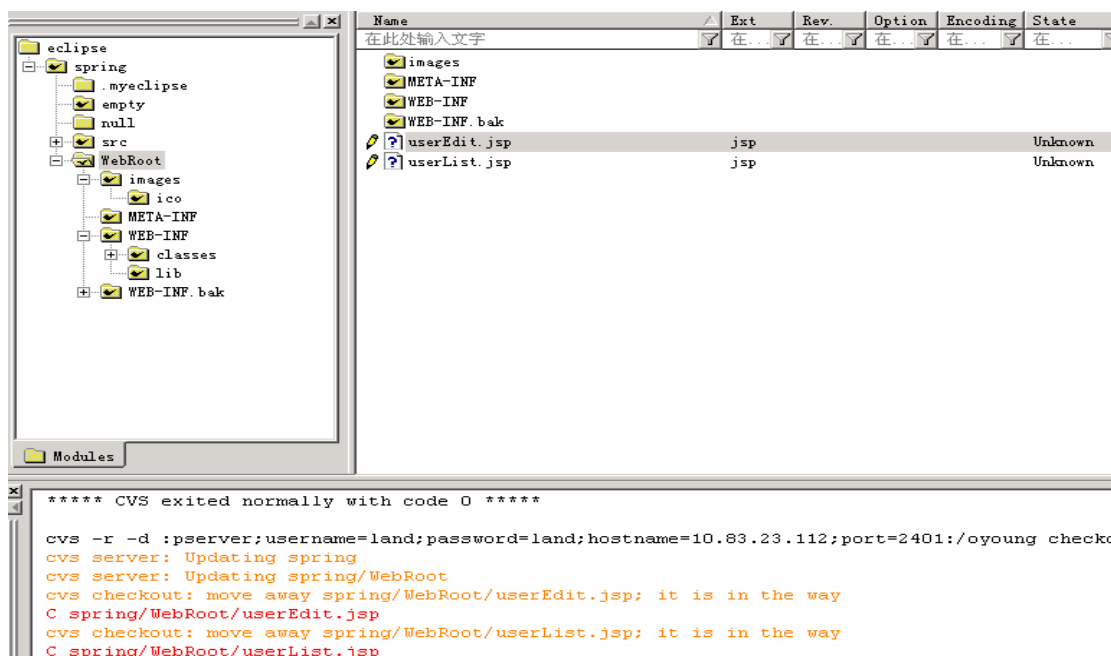 eclipse
spring
.myeclipse
empty
null
src
WebRoot
images
ico
META-INF
WEB-INF
classes
lib
WEB-INF.bak
Modules
Name Ext Rev. Option Encoding State
在此处输入文字 在... 在... 在... 在... 在...
images
META-INF
WEB-INF
WEB-INF.bak
userEdit.jsp jsp Unknown
userList.jsp jsp Unknown
***** CVS exited normally with code 0 *****
cvs -r -d :pserver;username=land;password=land;hostname=10.83.23.112;port=2401:/oyoung checko
cvs server: Updating spring
cvs server: Updating spring/WebRoot
cvs checkout: move away spring/WebRoot/userEdit.jsp; it is in the way
C spring/WebRoot/userEdit.jsp
cvs checkout: move away spring/WebRoot/userList.jsp; it is in the way
C spring/WebRoot/userList.jsp